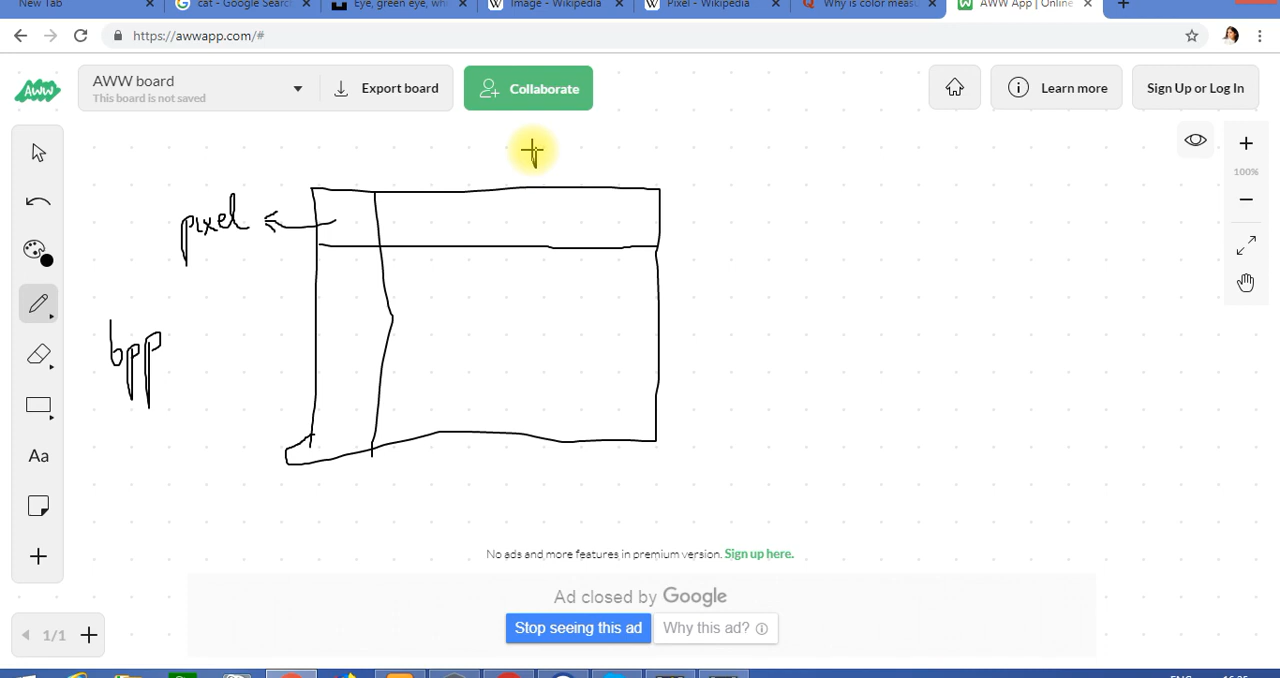 New Tab
cat - Google Searc
Eye, green eye, wh
Image - Wikipedia
Pixel - Wikipedia
Why is color meas
AWW App | Online
https://awwapp.com/#
AWW
AWW board
This board is not saved
Export board
Collaborate
Learn more
Sign Up or Log In
100%
pixel
bpp
Aa
No ads and more features in premium version. Sign up here.
Ad closed by Google
Stop seeing this ad
Why this ad?
1/1